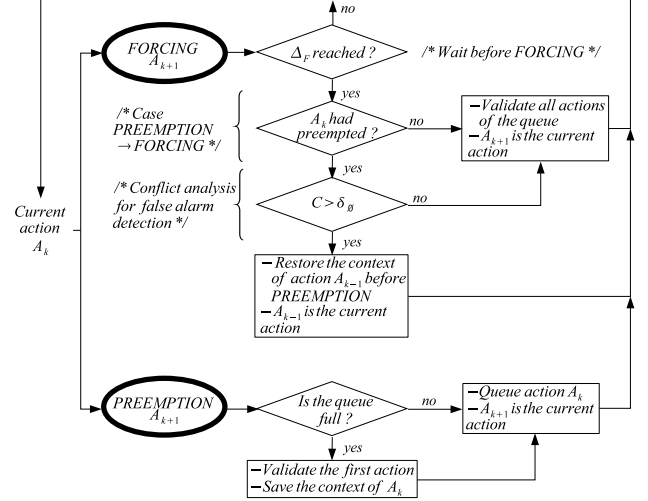 no
FORCING
A_{k+1}
Δ_F reached ?
/* Wait before FORCING */
yes
/* Case
PREEMPTION
→ FORCING */
A_k had
preempted ?
no
−Validate all actions
of the queue
−A_{k+1} is the current
action
yes
/* Conflict analysis
for false alarm
detection */
C > δ_∅
no
Current
action
A_k
yes
−Restore the context
of action A_{k−1} before
PREEMPTION
−A_{k−1} is the current
action
PREEMPTION
A_{k+1}
Is the queue
full ?
no
−Queue action A_k
−A_{k+1} is the current
action
yes
−Validate the first action
−Save the context of A_k